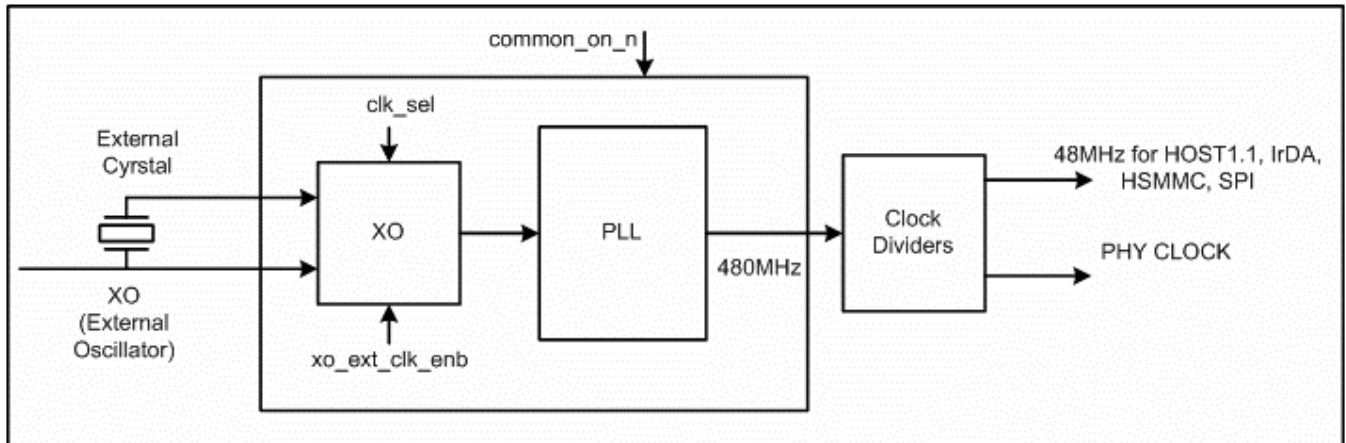 common_on_n
clk_sel
External
Cyrstal
XO
PLL
480MHz
Clock
Dividers
48MHz for HOST1.1, IrDA,
HSMMC, SPI
PHY CLOCK
XO
(External
Oscillator)
xo_ext_clk_enb